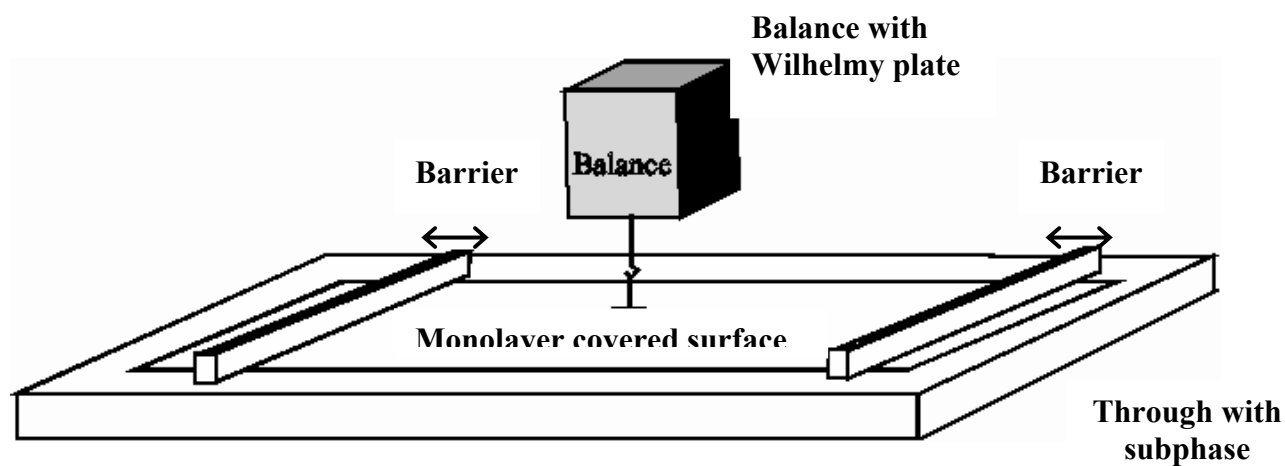 Balance with
Wilhelmy plate
Balance
Barrier
Barrier
Monolayer covered surface
Through with
subphase